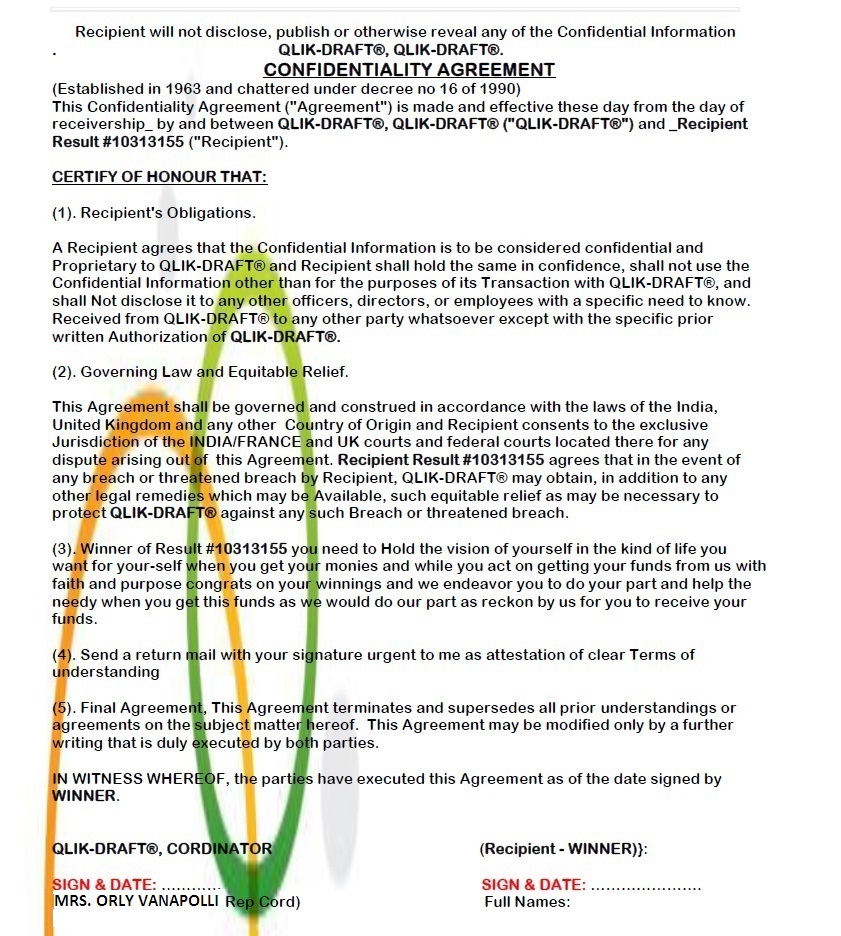 Recipient will not disclose, publish or otherwise reveal any of the Confidential Information
. QLIK-DRAFT®, QLIK-DRAFT®.
CONFIDENTIALITY AGREEMENT
(Established in 1963 and chattered under decree no 16 of 1990)
This Confidentiality Agreement ("Agreement") is made and effective these day from the day of
receivership_ by and between QLIK-DRAFT®, QLIK-DRAFT® ("QLIK-DRAFT®") and _Recipient
Result #10313155 ("Recipient").
CERTIFY OF HONOUR THAT:
(1). Recipient's Obligations.
A Recipient agrees that the Confidential Information is to be considered confidential and
Proprietary to QLIK-DRAFT® and Recipient shall hold the same in confidence, shall not use the
Confidential Information other than for the purposes of its Transaction with QLIK-DRAFT®, and
shall Not disclose it to any other officers, directors, or employees with a specific need to know.
Received from QLIK-DRAFT® to any other party whatsoever except with the specific prior
written Authorization of QLIK-DRAFT®.
(2). Governing Law and Equitable Relief.
This Agreement shall be governed and construed in accordance with the laws of the India,
United Kingdom and any other Country of Origin and Recipient consents to the exclusive
Jurisdiction of the INDIA/FRANCE and UK courts and federal courts located there for any
dispute arising out of this Agreement. Recipient Result #10313155 agrees that in the event of
any breach or threatened breach by Recipient, QLIK-DRAFT® may obtain, in addition to any
other legal remedies which may be Available, such equitable relief as may be necessary to
protect QLIK-DRAFT® against any such Breach or threatened breach.
(3). Winner of Result #10313155 you need to Hold the vision of yourself in the kind of life you
want for your-self when you get your monies and while you act on getting your funds from us with
faith and purpose congrats on your winnings and we endeavor you to do your part and help the
needy when you get this funds as we would do our part as reckon by us for you to receive your
funds.
(4). Send a return mail with your signature urgent to me as attestation of clear Terms of
understanding
(5). Final Agreement, This Agreement terminates and supersedes all prior understandings or
agreements on the subject matter hereof. This Agreement may be modified only by a further
writing that is duly executed by both parties.
IN WITNESS WHEREOF, the parties have executed this Agreement as of the date signed by
WINNER.
QLIK-DRAFT®, CORDINATOR (Recipient - WINNER)}:
SIGN & DATE: ............ SIGN & DATE: ......................
MRS. ORLY VANAPOLLI Rep Cord) Full Names: